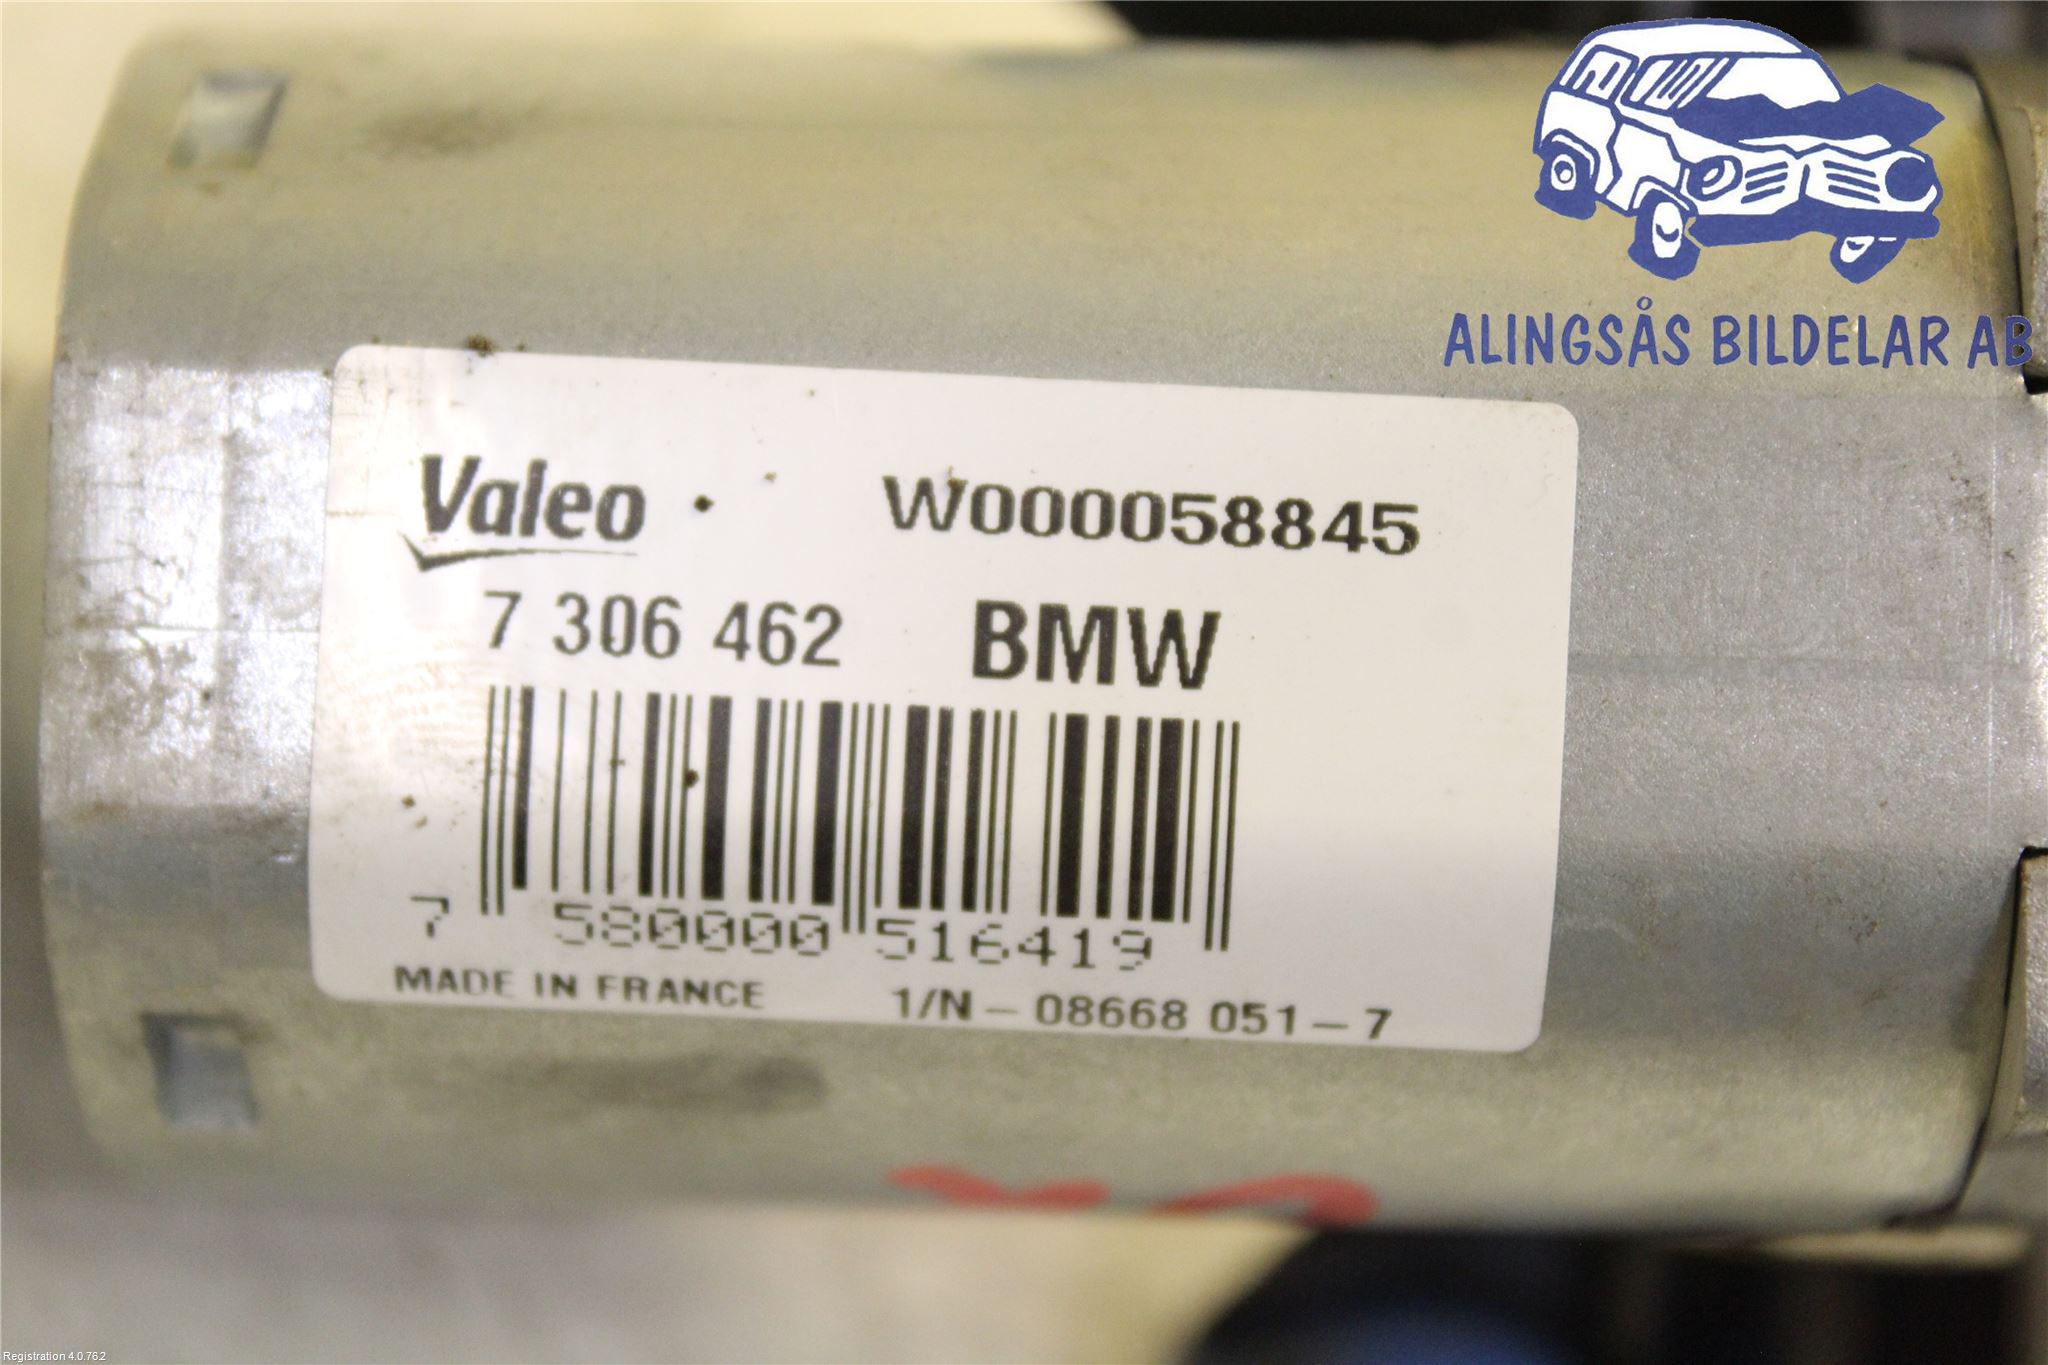 ALINGSÅS BILDELAR AB
Valeo W000058845
7 306 462 BMW
7 580000 516419
MADE IN FRANCE 1/N - 08668 051 - 7
Registration 4.0.762